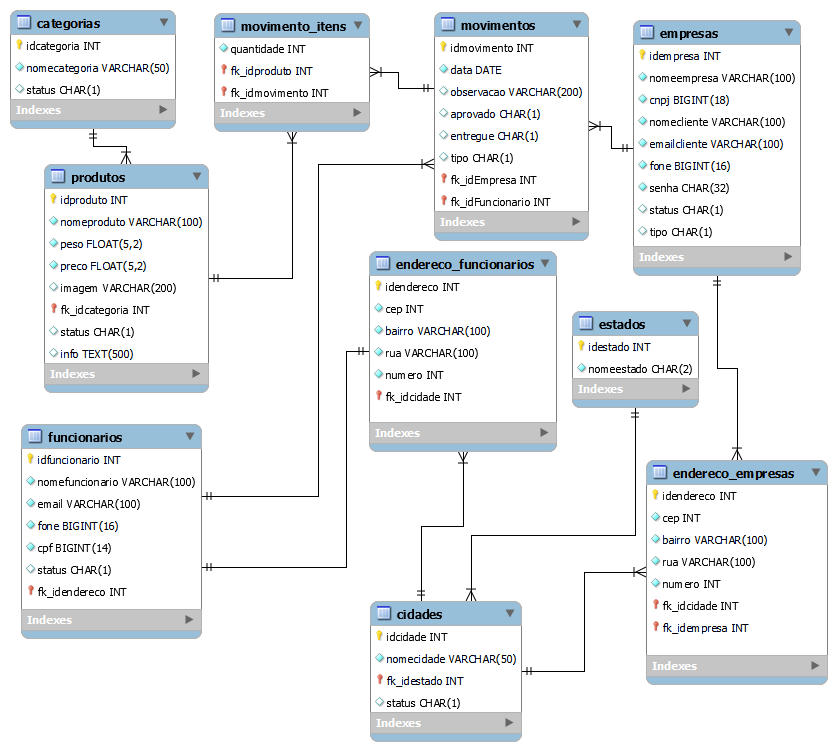 categorias
idcategoria INT
nomecategoria VARCHAR(50)
status CHAR(1)
Indexes
movimento_itens
quantidade INT
fk_idproduto INT
fk_idmovimento INT
Indexes
movimentos
idmovimento INT
data DATE
observacao VARCHAR(200)
aprovado CHAR(1)
entregue CHAR(1)
tipo CHAR(1)
fk_idEmpresa INT
fk_idFuncionario INT
Indexes
empresas
idempresa INT
nomeempresa VARCHAR(100)
cnpj BIGINT(18)
nomecliente VARCHAR(100)
emailcliente VARCHAR(100)
fone BIGINT(16)
senha CHAR(32)
status CHAR(1)
tipo CHAR(1)
Indexes
produtos
idproduto INT
nomeproduto VARCHAR(100)
peso FLOAT(5,2)
preco FLOAT(5,2)
imagem VARCHAR(200)
fk_idcategoria INT
status CHAR(1)
info TEXT(500)
Indexes
endereco_funcionarios
idendereco INT
cep INT
bairro VARCHAR(100)
rua VARCHAR(100)
numero INT
fk_idcidade INT
Indexes
estados
idestado INT
nomeestado CHAR(2)
Indexes
funcionarios
idfuncionario INT
nomefuncionario VARCHAR(100)
email VARCHAR(100)
fone BIGINT(16)
cpf BIGINT(14)
status CHAR(1)
fk_idendereco INT
Indexes
endereco_empresas
idendereco INT
cep INT
bairro VARCHAR(100)
rua VARCHAR(100)
numero INT
fk_idcidade INT
fk_idempresa INT
Indexes
cidades
idcidade INT
nomecidade VARCHAR(50)
fk_idestado INT
status CHAR(1)
Indexes